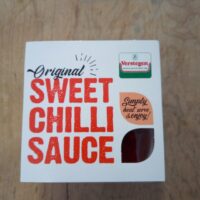 Verstegen
Original
SWEET
CHILLI
SAUCE
Simply
heat, serve
& enjoy!